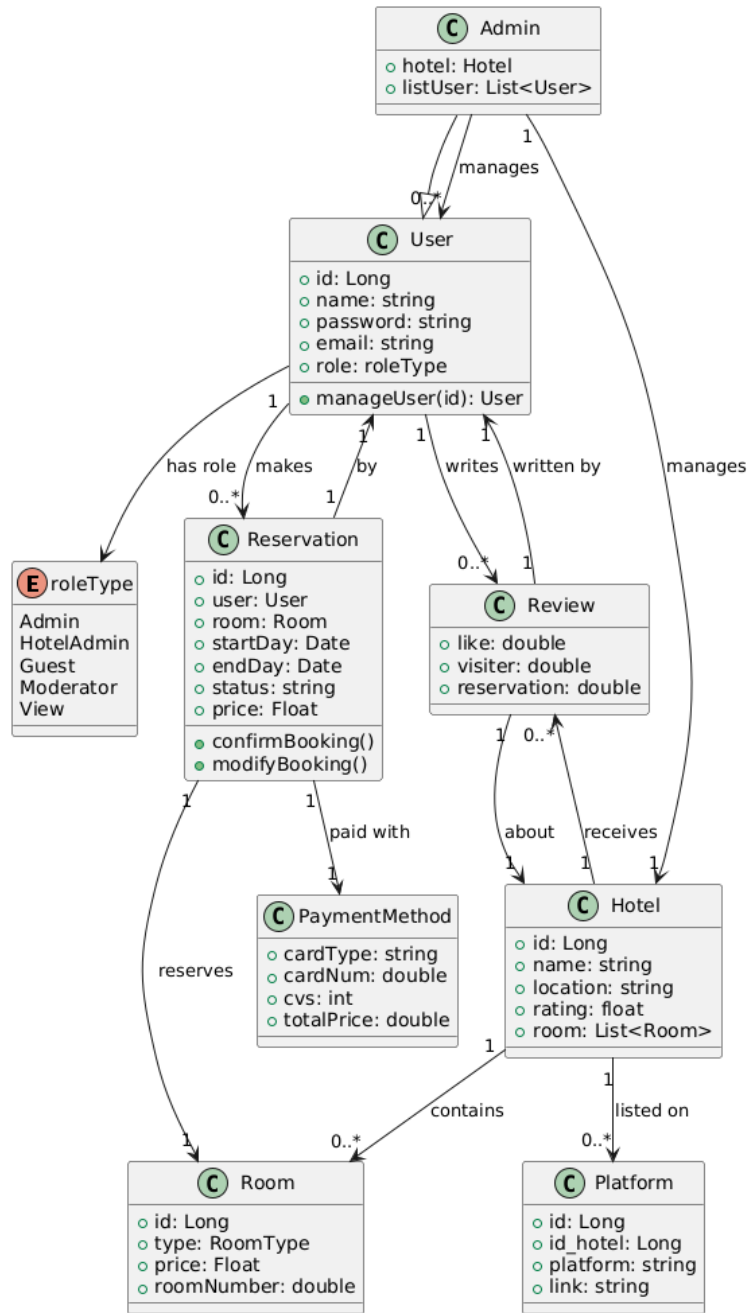 C Admin
hotel: Hotel
listUser: List<User>
1
manages
0..*
C User
id: Long
name: string
password: string
email: string
role: roleType
manageUser(id): User
1
1
1
1
has role
makes
by
writes
written by
manages
0..*
1
0..*
1
E roleType
Admin
HotelAdmin
Guest
Moderator
View
C Reservation
id: Long
user: User
room: Room
startDay: Date
endDay: Date
status: string
price: Float
confirmBooking()
modifyBooking()
C Review
like: double
visiter: double
reservation: double
1
0..*
1
1
paid with
about
receives
1
1
1
1
C PaymentMethod
cardType: string
cardNum: double
cvs: int
totalPrice: double
C Hotel
id: Long
name: string
location: string
rating: float
room: List<Room>
reserves
1
1
contains
listed on
1
0..*
0..*
C Room
id: Long
type: RoomType
price: Float
roomNumber: double
C Platform
id: Long
id_hotel: Long
platform: string
link: string